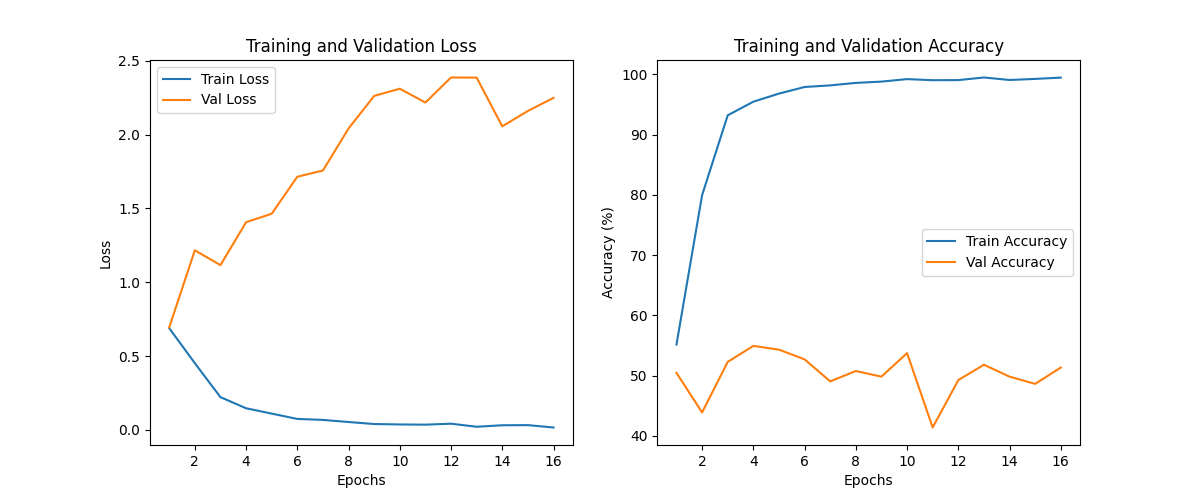 Training and Validation Loss
Train Loss
Val Loss
Loss
2.5
2.0
1.5
1.0
0.5
0.0
2 4 6 8 10 12 14 16
Epochs
Training and Validation Accuracy
Train Accuracy
Val Accuracy
Accuracy (%)
100
90
80
70
60
50
40
2 4 6 8 10 12 14 16
Epochs